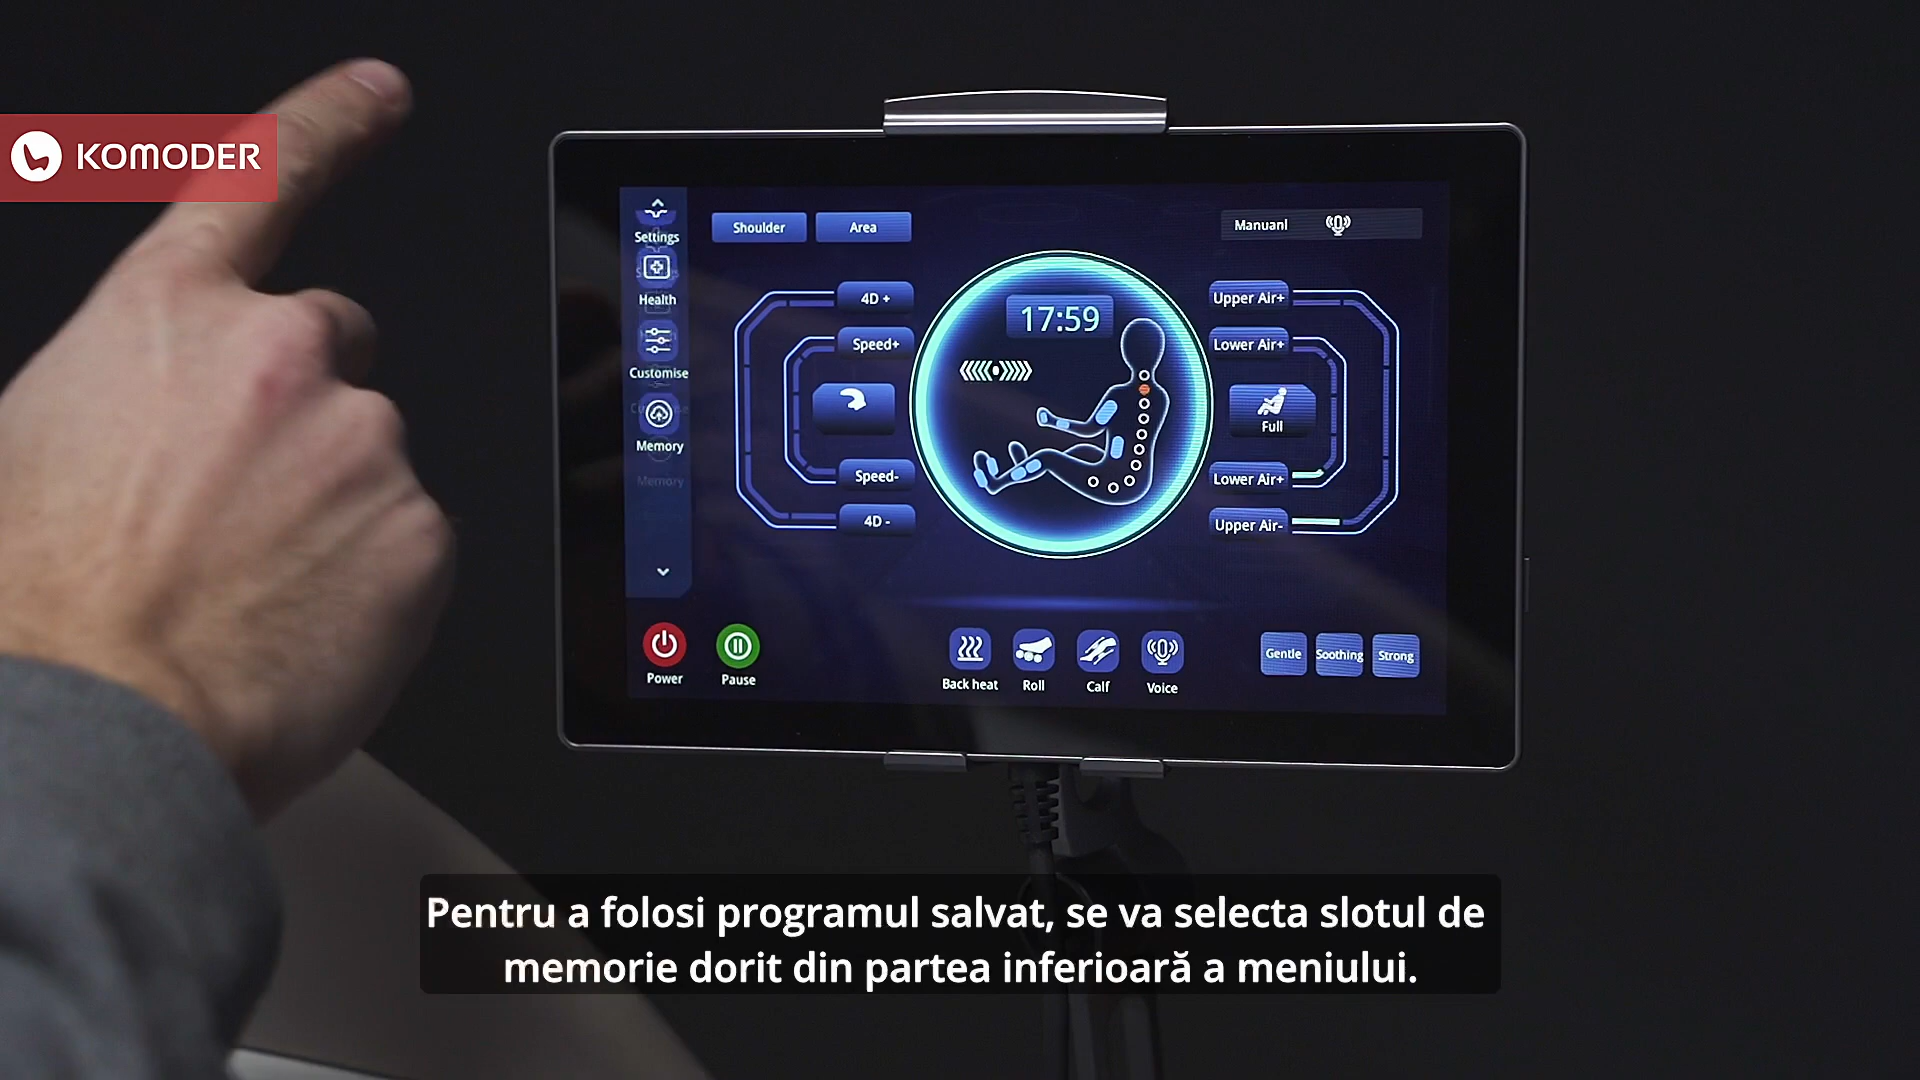 KOMODER
Settings
Health
Customise
Memory
Memory
Shoulder
Area
Manuanl
4D +
Speed+
Speed-
4D -
17:59
Upper Air+
Lower Air+
Full
Lower Air+
Upper Air-
Power
Pause
Back heat
Roll
Calf
Voice
Gentle
Soothing
Strong
Pentru a folosi programul salvat, se va selecta slotul de
memorie dorit din partea inferioară a meniului.